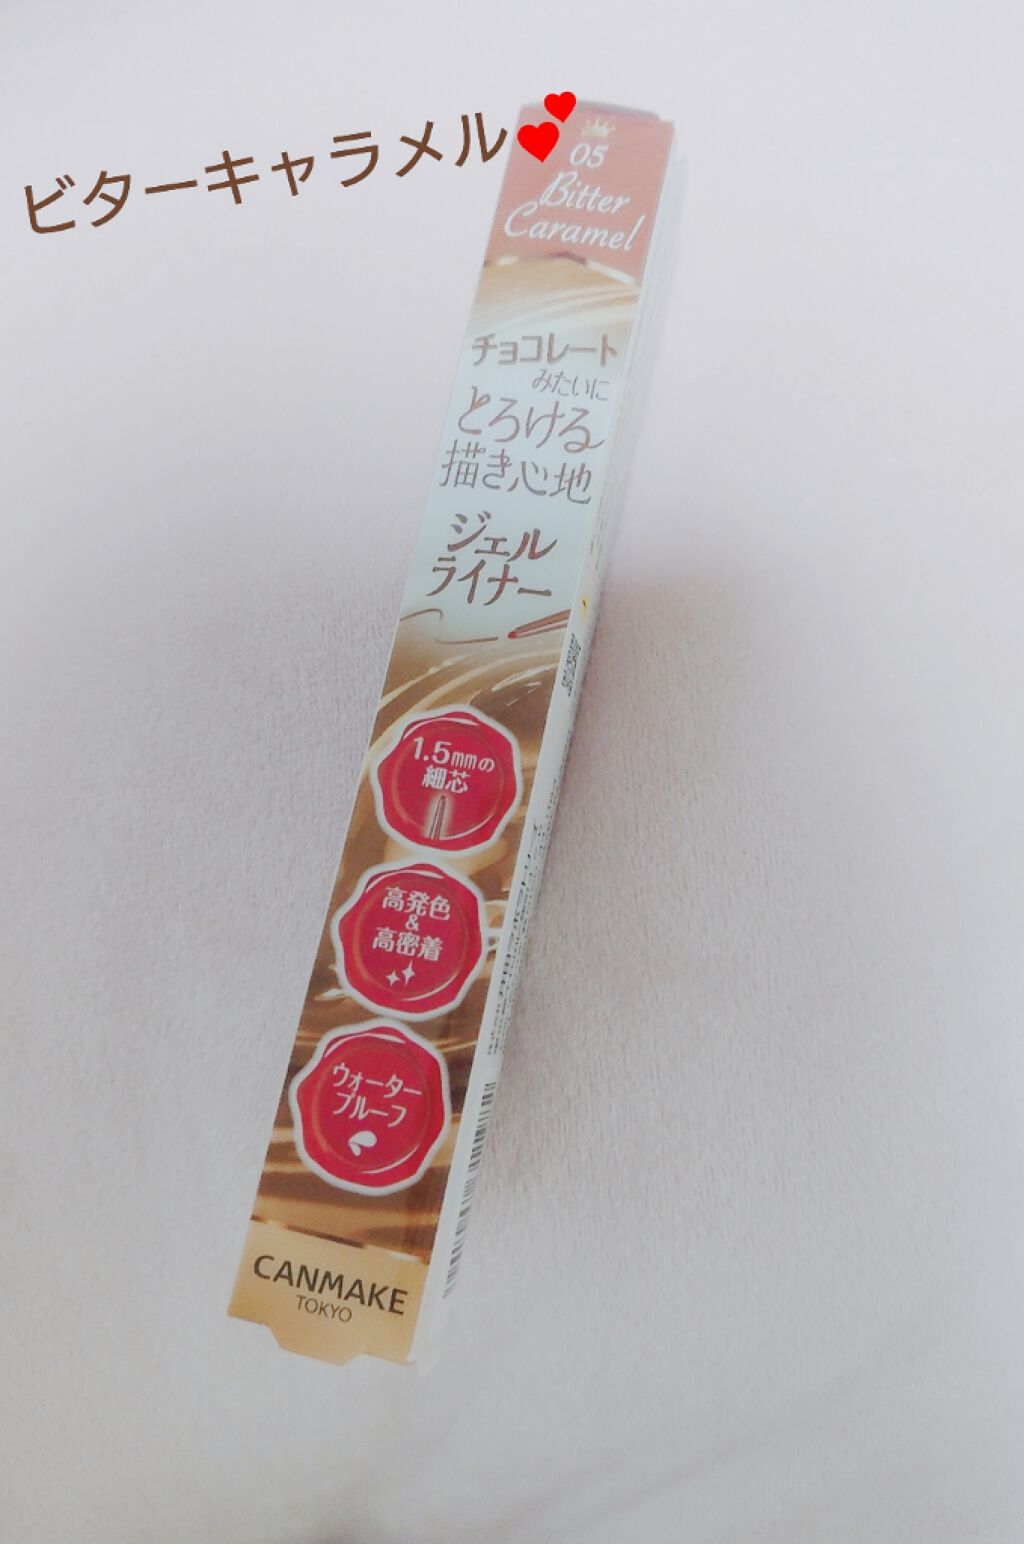 ビターキャラメル💕
05
Bitter
Caramel
チョコレート
みたいに
とろける
描き心地
ジェル
ライナー
1.5mmの
細芯
高発色
&
高密着
ウォーター
プルーフ
CANMAKE
TOKYO